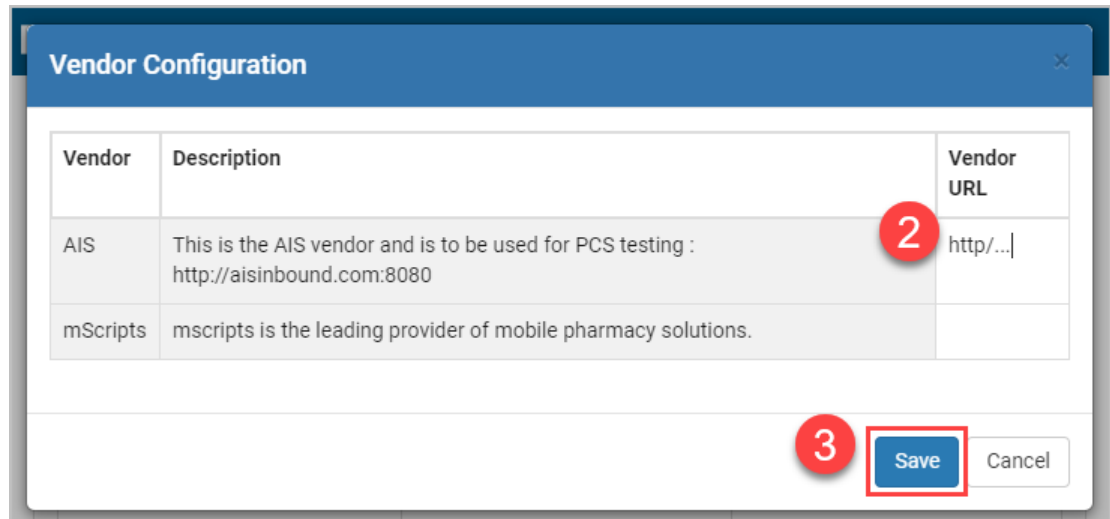 Vendor Configuration
×
Vendor
Description
Vendor
URL
AIS
This is the AIS vendor and is to be used for PCS testing :
http://aisinbound.com:8080
2
http/...
mScripts
mscripts is the leading provider of mobile pharmacy solutions.
3
Save
Cancel